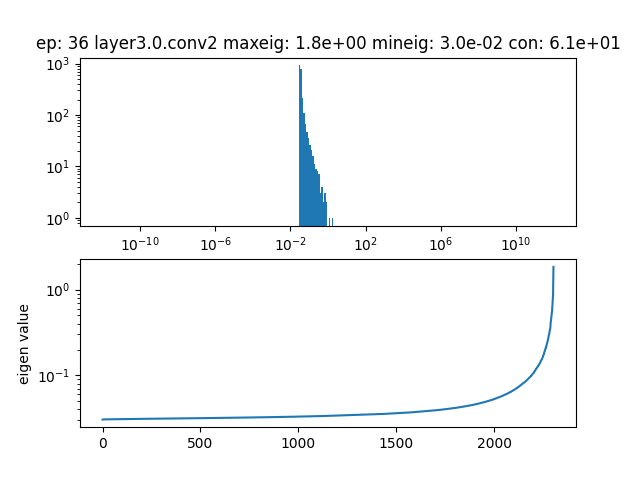 ep: 36 layer3.0.conv2 maxeig: 1.8e+00 mineig: 3.0e-02 con: 6.1e+01
10³
10²
10¹
10⁰
10⁻¹⁰ 10⁻⁶ 10⁻² 10² 10⁶ 10¹⁰
eigen value
10⁰
10⁻¹
0 500 1000 1500 2000